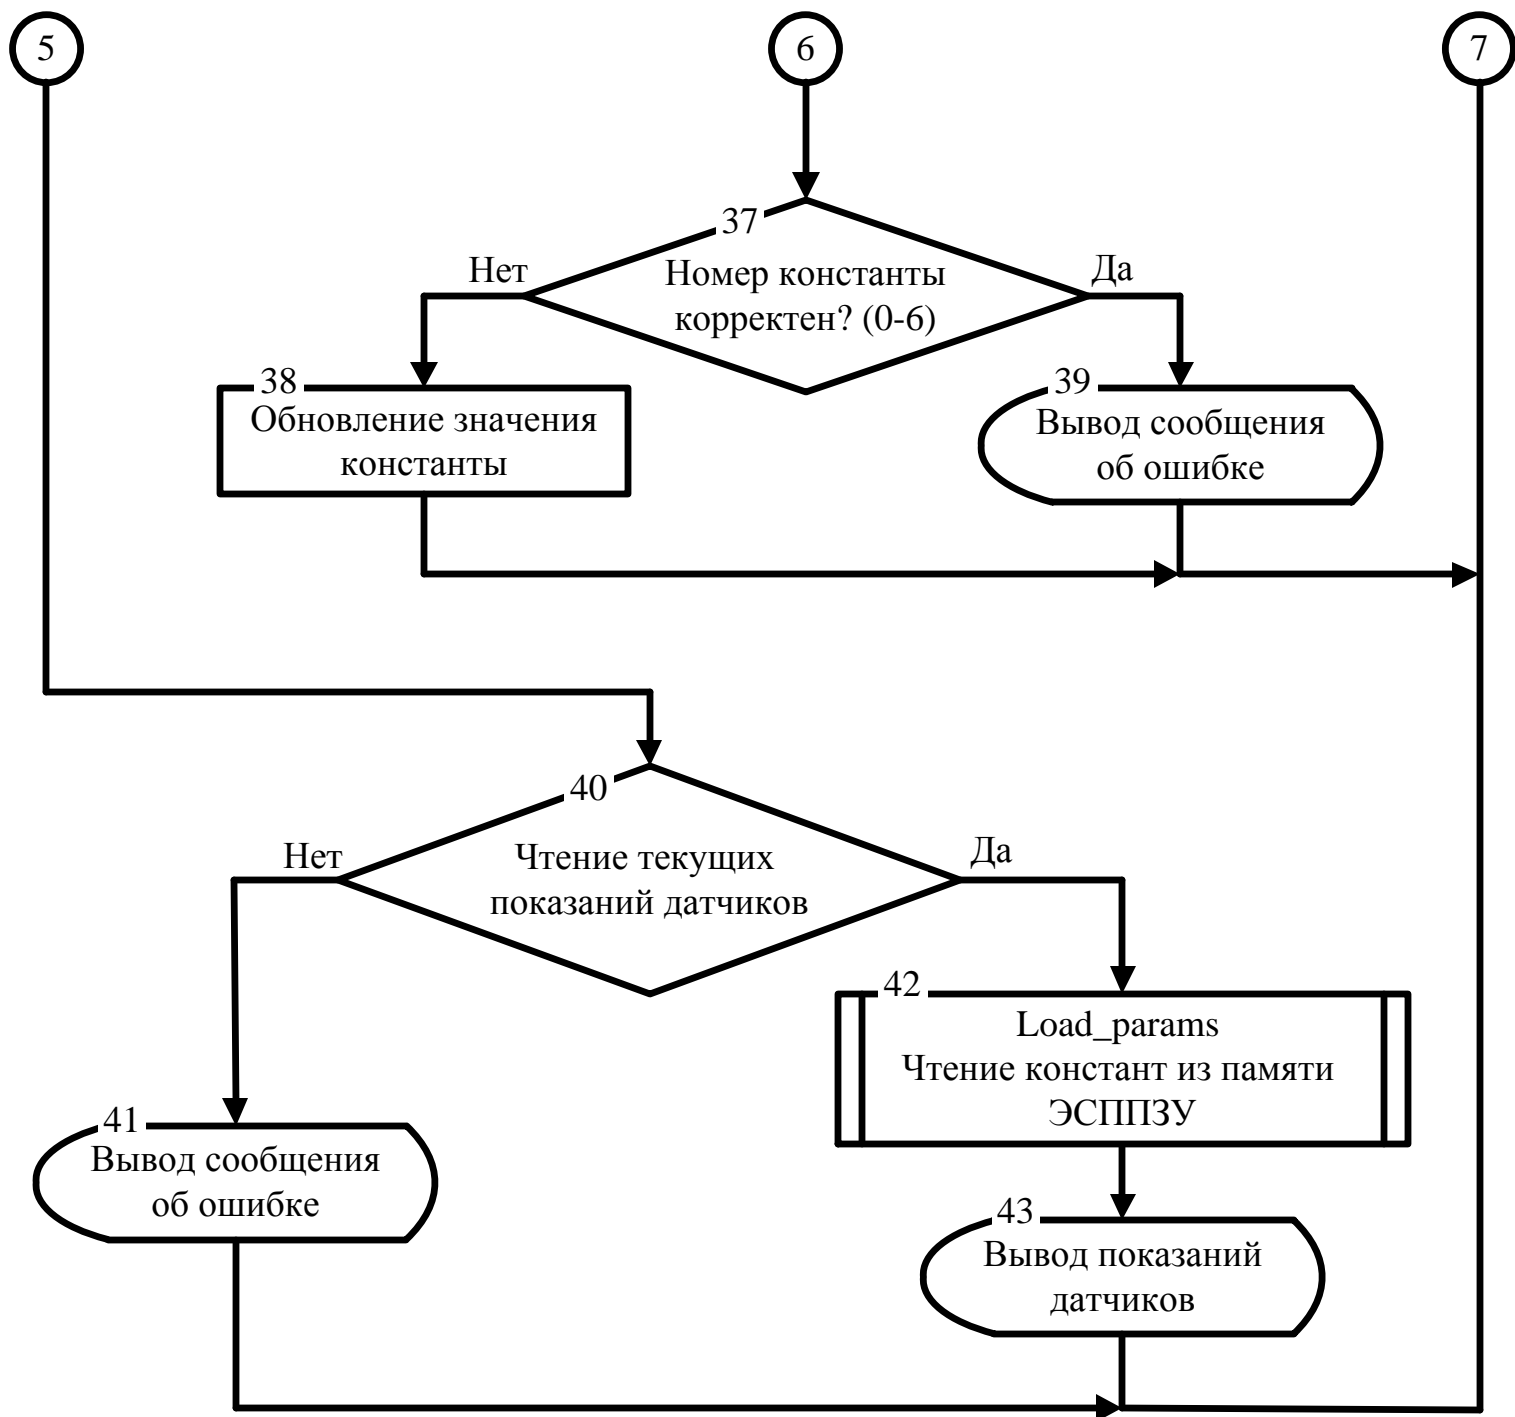 5
6
7
37
Нет
Да
Номер константы
корректен? (0-6)
38
Обновление значения
константы
39
Вывод сообщения
об ошибке
40
Нет
Да
Чтение текущих
показаний датчиков
42
Load_params
Чтение констант из памяти
ЭСППЗУ
41
Вывод сообщения
об ошибке
43
Вывод показаний
датчиков